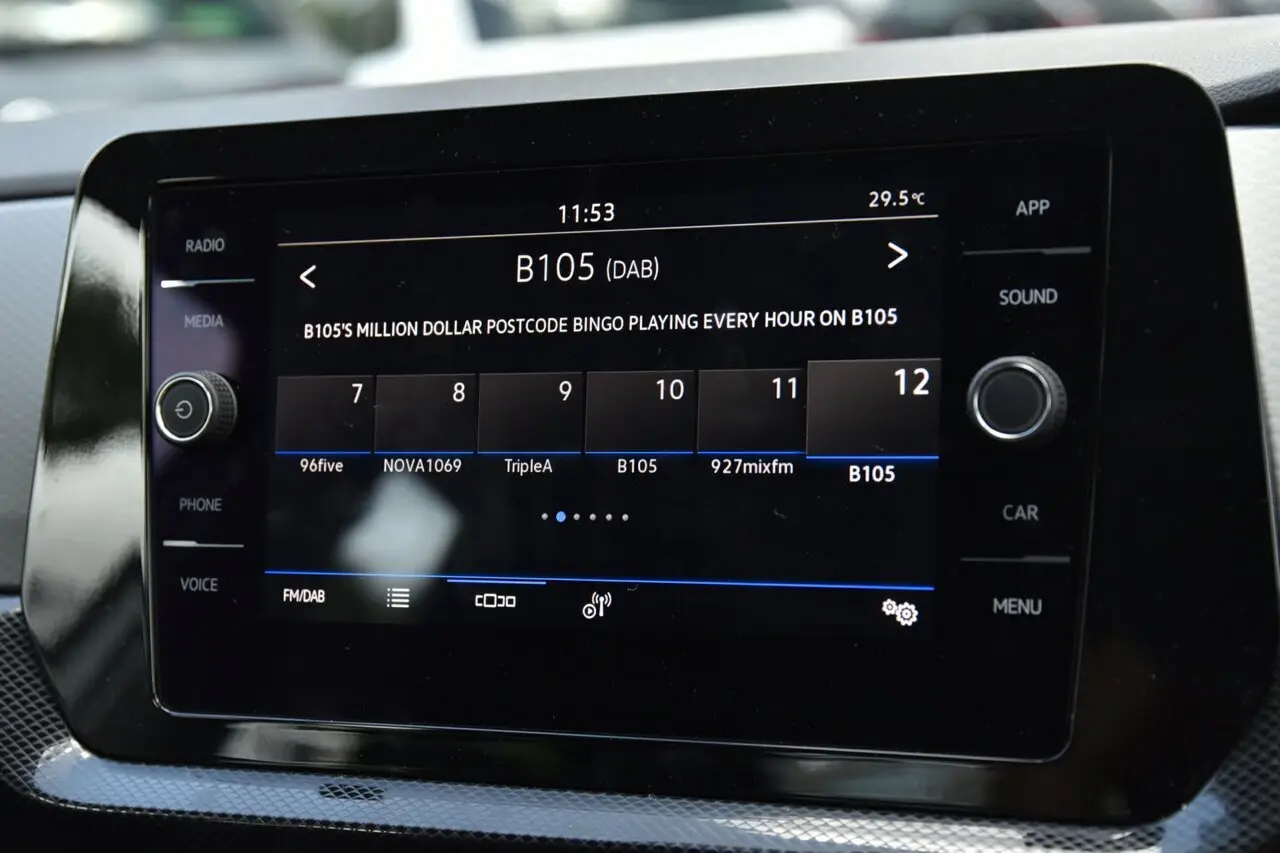 11:53
29.5°C
RADIO
MEDIA
PHONE
VOICE
B105 (DAB)
B105'S MILLION DOLLAR POSTCODE BINGO PLAYING EVERY HOUR ON B105
7 8 9 10 11 12
96five NOVA1069 TripleA B105 927mixfm B105
FM/DAB
APP
SOUND
CAR
MENU